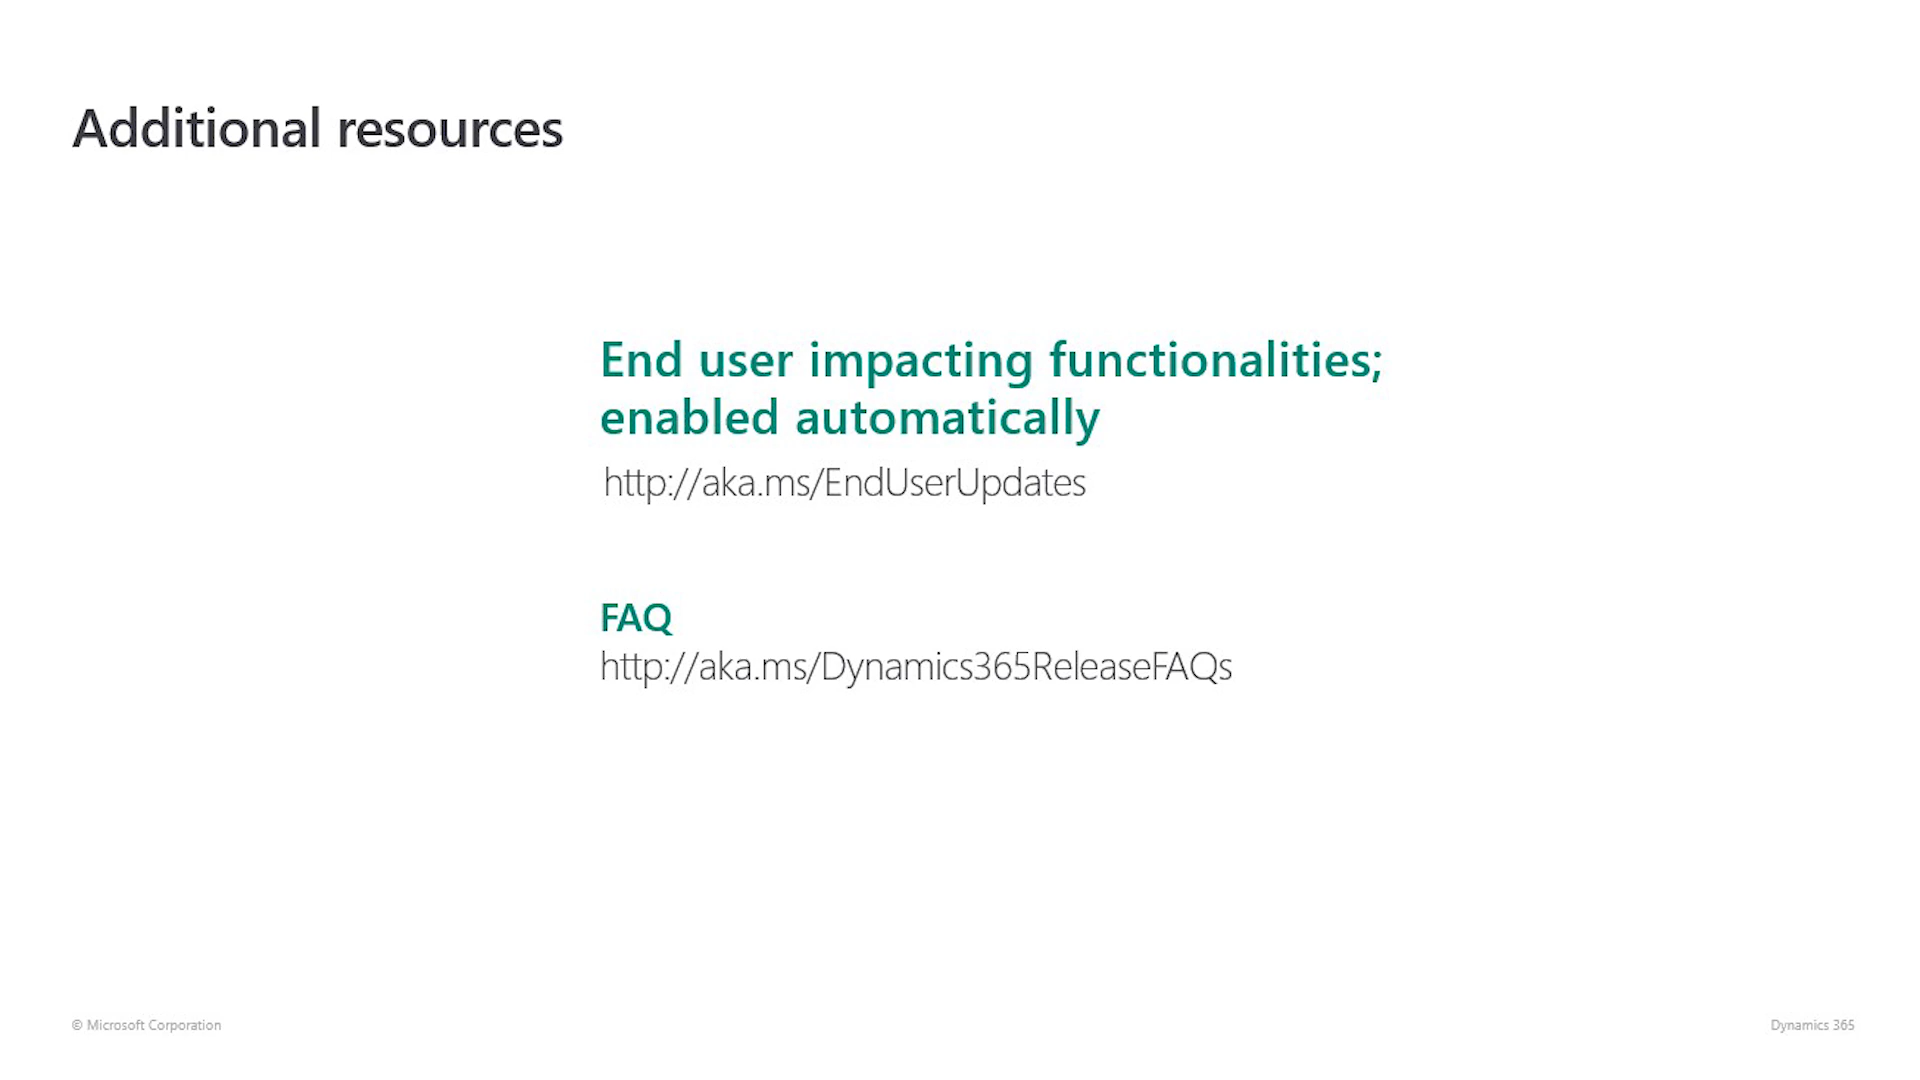 Additional resources
End user impacting functionalities;
enabled automatically
http://aka.ms/EndUserUpdates
FAQ
http://aka.ms/Dynamics365ReleaseFAQs
© Microsoft Corporation
Dynamics 365